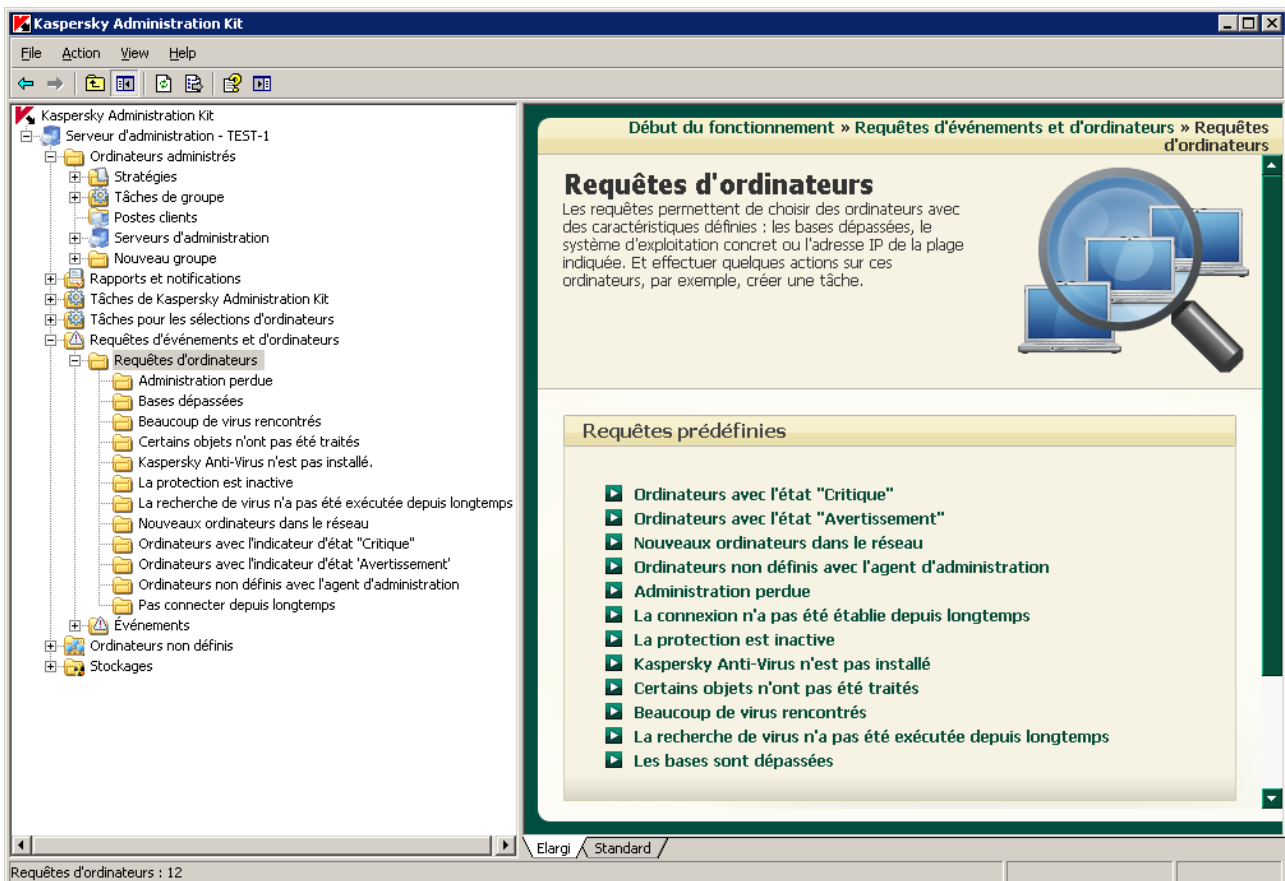 Kaspersky Administration Kit
File Action View Help
Kaspersky Administration Kit
Serveur d'administration - TEST-1
Ordinateurs administrés
Stratégies
Tâches de groupe
Postes clients
Serveurs d'administration
Nouveau groupe
Rapports et notifications
Tâches de Kaspersky Administration Kit
Tâches pour les sélections d'ordinateurs
Requêtes d'événements et d'ordinateurs
Requêtes d'ordinateurs
Administration perdue
Bases dépassées
Beaucoup de virus rencontrés
Certains objets n'ont pas été traités
Kaspersky Anti-Virus n'est pas installé.
La protection est inactive
La recherche de virus n'a pas été exécutée depuis longtemps
Nouveaux ordinateurs dans le réseau
Ordinateurs avec l'indicateur d'état "Critique"
Ordinateurs avec l'indicateur d'état 'Avertissement'
Ordinateurs non définis avec l'agent d'administration
Pas connecter depuis longtemps
Événements
Ordinateurs non définis
Stockages
Début du fonctionnement » Requêtes d'événements et d'ordinateurs » Requêtes
d'ordinateurs
Requêtes d'ordinateurs
Les requêtes permettent de choisir des ordinateurs avec
des caractéristiques définies : les bases dépassées, le
système d'exploitation concret ou l'adresse IP de la plage
indiquée. Et effectuer quelques actions sur ces
ordinateurs, par exemple, créer une tâche.
Requêtes prédéfinies
Ordinateurs avec l'état "Critique"
Ordinateurs avec l'état "Avertissement"
Nouveaux ordinateurs dans le réseau
Ordinateurs non définis avec l'agent d'administration
Administration perdue
La connexion n'a pas été établie depuis longtemps
La protection est inactive
Kaspersky Anti-Virus n'est pas installé
Certains objets n'ont pas été traités
Beaucoup de virus rencontrés
La recherche de virus n'a pas été exécutée depuis longtemps
Les bases sont dépassées
Elargi Standard
Requêtes d'ordinateurs : 12